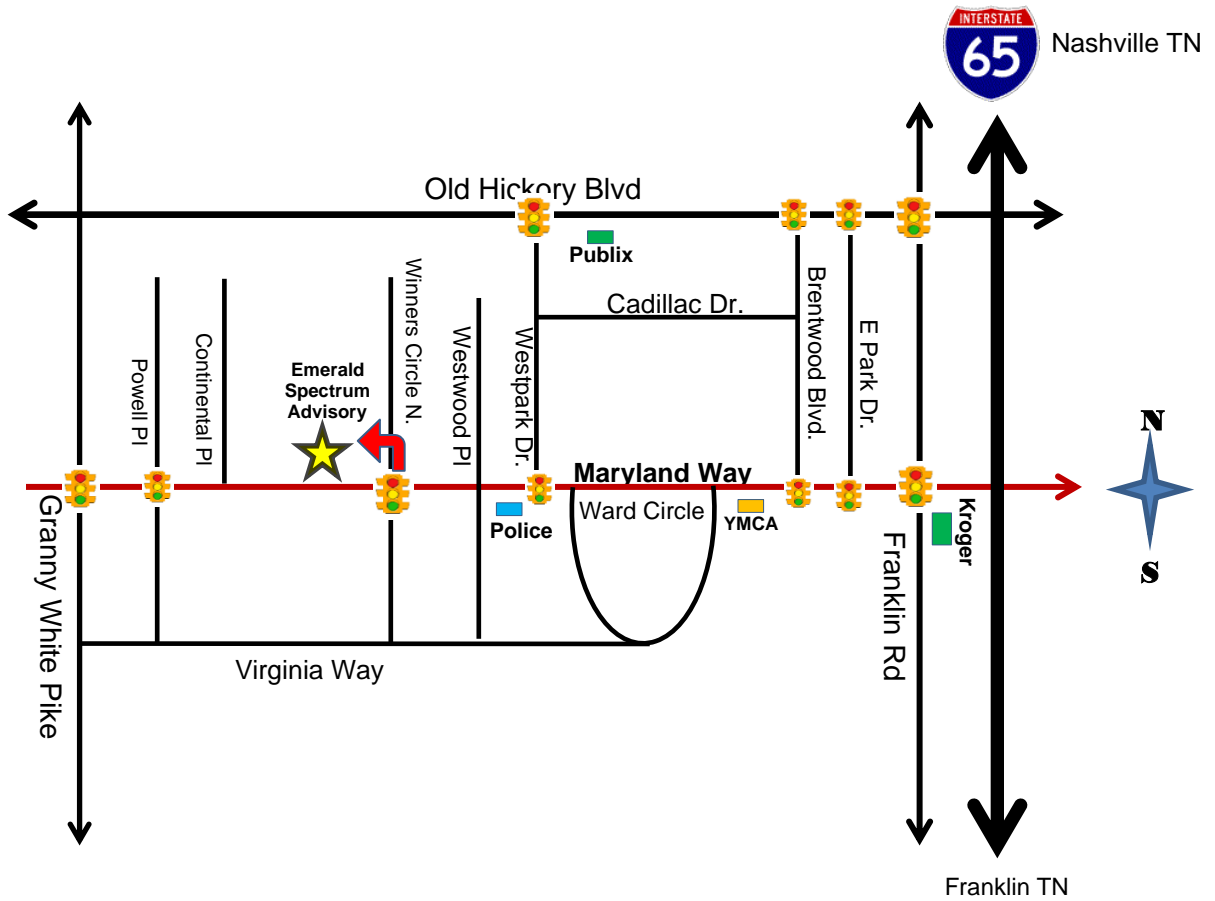 INTERSTATE
65
Nashville TN
Old Hickory Blvd
Publix
Cadillac Dr.
Powell Pl
Continental Pl
Emerald
Spectrum
Advisory
Winners Circle N.
Westwood Pl
Westpark Dr.
Brentwood Blvd.
E Park Dr.
N
Maryland Way
Ward Circle
YMCA
Police
Kroger
S
Granny White Pike
Franklin Rd
Virginia Way
Franklin TN